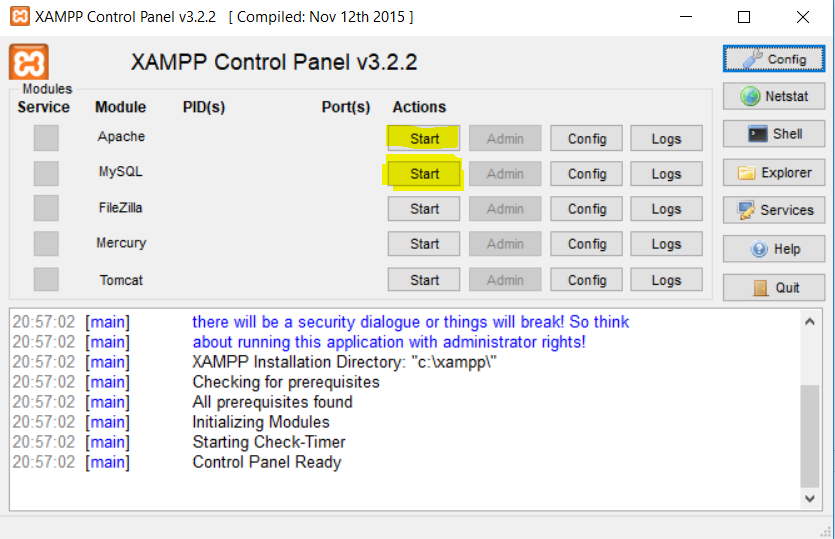 XAMPP Control Panel v3.2.2 [ Compiled: Nov 12th 2015 ]
XAMPP Control Panel v3.2.2
Config
Modules
Service Module PID(s) Port(s) Actions
Netstat
Apache Start Admin Config Logs
Shell
MySQL Start Admin Config Logs
Explorer
FileZilla Start Admin Config Logs
Services
Mercury Start Admin Config Logs
Help
Tomcat Start Admin Config Logs
Quit
20:57:02 [main] there will be a security dialogue or things will break! So think
20:57:02 [main] about running this application with administrator rights!
20:57:02 [main] XAMPP Installation Directory: "c:\xampp\"
20:57:02 [main] Checking for prerequisites
20:57:02 [main] All prerequisites found
20:57:02 [main] Initializing Modules
20:57:02 [main] Starting Check-Timer
20:57:02 [main] Control Panel Ready